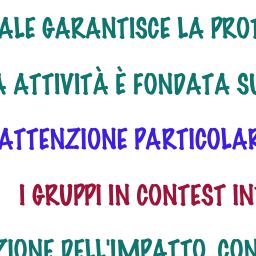 ALE GARANTISCE LA PROT
A ATTIVITÀ È FONDATA SU
ATTENZIONE PARTICOLAR
I GRUPPI IN CONTEST IN
ZIONE DELL'IMPATTO, CON